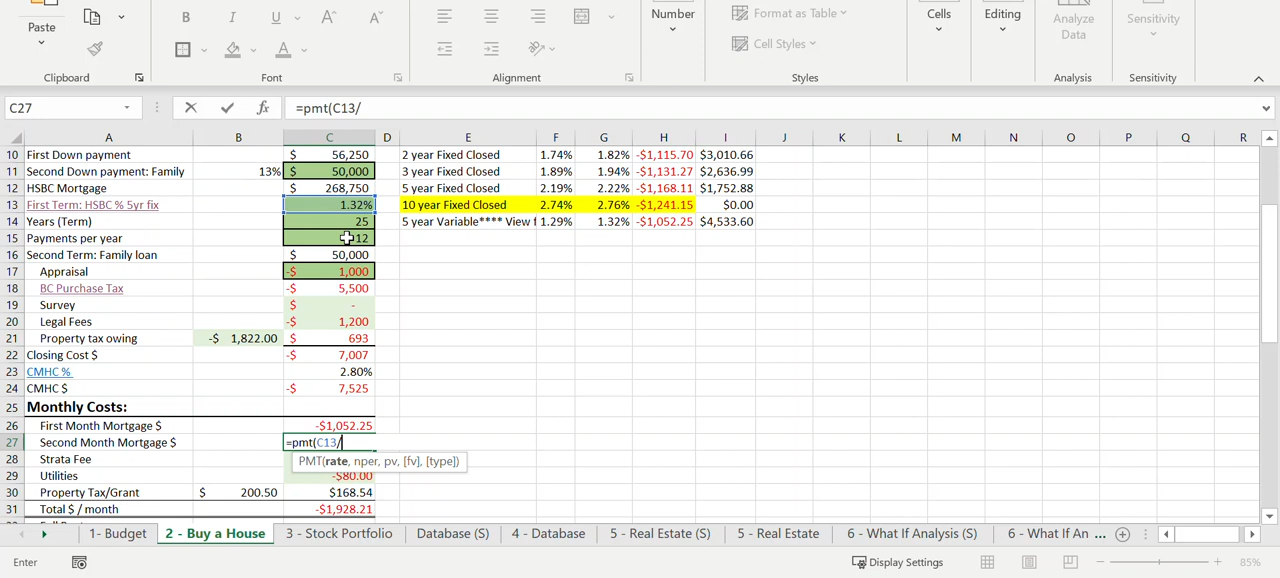 Paste
B I U A A
Number
Format as Table
Cell Styles
Cells
Editing
Analyze Data
Sensitivity
Clipboard Font Alignment Styles Analysis Sensitivity
C27 fx =pmt(C13/
A B C D E F G H I J K L M N O P Q R
10 First Down payment $ 56,250 2 year Fixed Closed 1.74% 1.82% -$1,115.70 $3,010.66
11 Second Down payment: Family 13% $ 50,000 3 year Fixed Closed 1.89% 1.94% -$1,131.27 $2,636.99
12 HSBC Mortgage $ 268,750 5 year Fixed Closed 2.19% 2.22% -$1,168.11 $1,752.88
13 First Term: HSBC % 5yr fix 1.32% 10 year Fixed Closed 2.74% 2.76% -$1,241.15 $0.00
14 Years (Term) 25 5 year Variable**** View f 1.29% 1.32% -$1,052.25 $4,533.60
15 Payments per year 12
16 Second Term: Family loan $ 50,000
17 Appraisal -$ 1,000
18 BC Purchase Tax -$ 5,500
19 Survey $ -
20 Legal Fees -$ 1,200
21 Property tax owing -$ 1,822.00 $ 693
22 Closing Cost $ -$ 7,007
23 CMHC % 2.80%
24 CMHC $ -$ 7,525
25 Monthly Costs:
26 First Month Mortgage $ -$1,052.25
27 Second Month Mortgage $ =pmt(C13/
28 Strata Fee PMT(rate, nper, pv, [fv], [type])
29 Utilities -$80.00
30 Property Tax/Grant $ 200.50 $168.54
31 Total $ / month -$1,928.21
1- Budget 2 - Buy a House 3 - Stock Portfolio Database (S) 4 - Database 5 - Real Estate (S) 5 - Real Estate 6 - What If Analysis (S) 6 - What If An ...
Enter Display Settings 85%